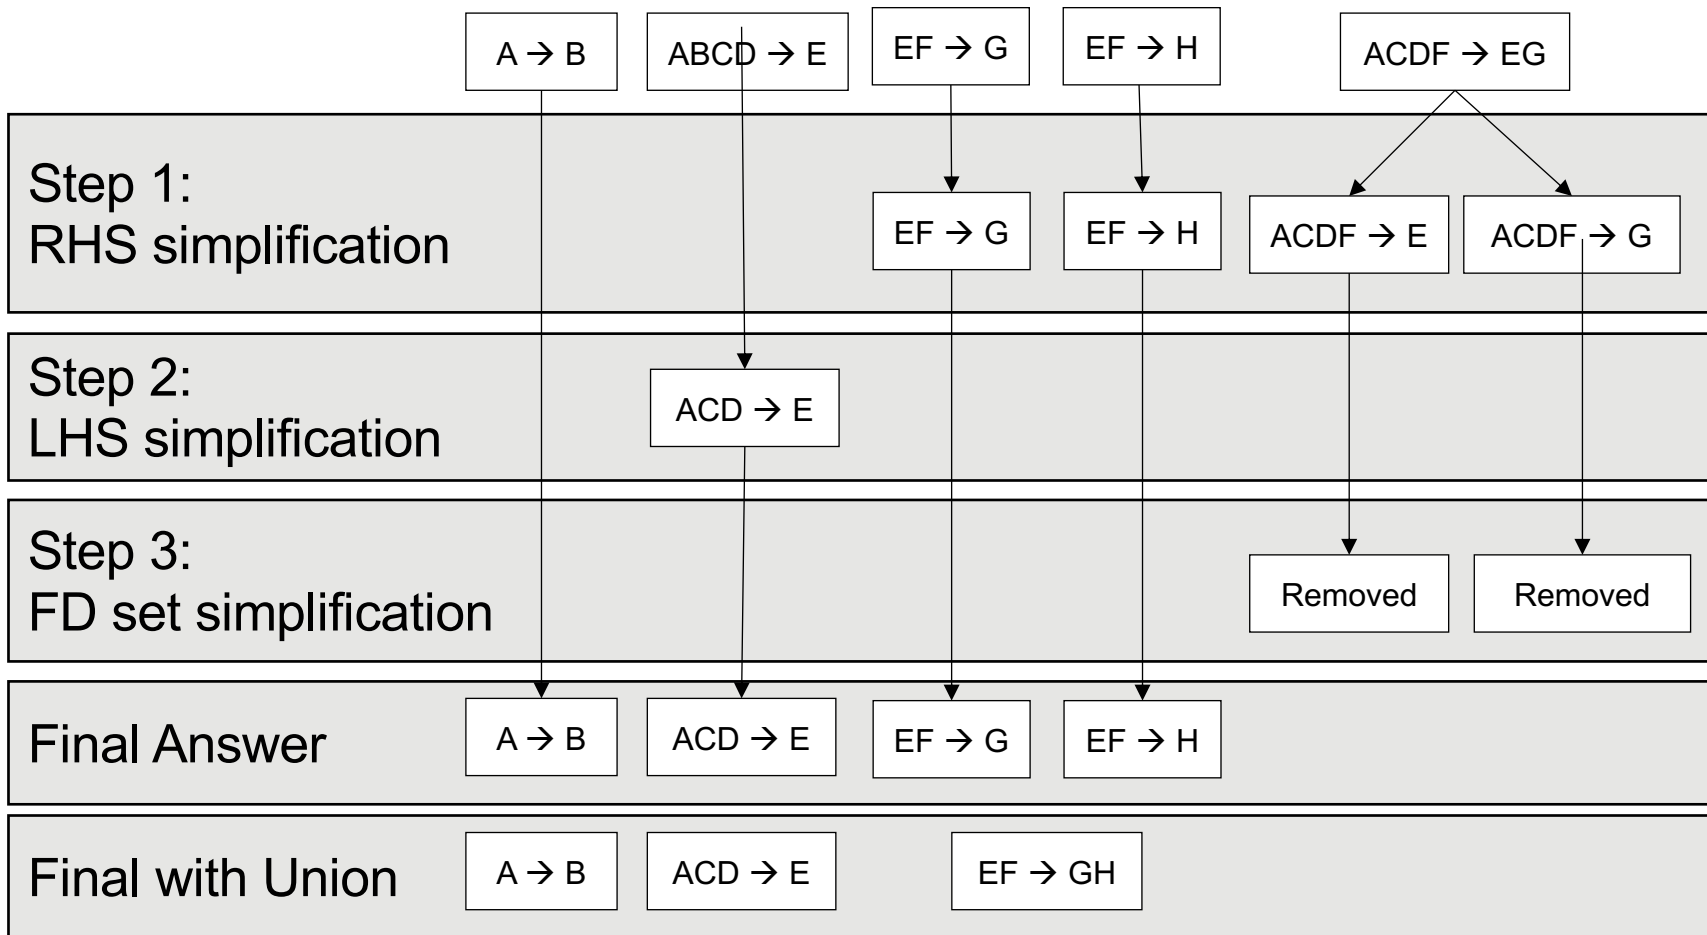 A → B
ABCD → E
EF → G
EF → H
ACDF → EG
Step 1:
RHS simplification
EF → G
EF → H
ACDF → E
ACDF → G
Step 2:
LHS simplification
ACD → E
Step 3:
FD set simplification
Removed
Removed
Final Answer
A → B
ACD → E
EF → G
EF → H
Final with Union
A → B
ACD → E
EF → GH